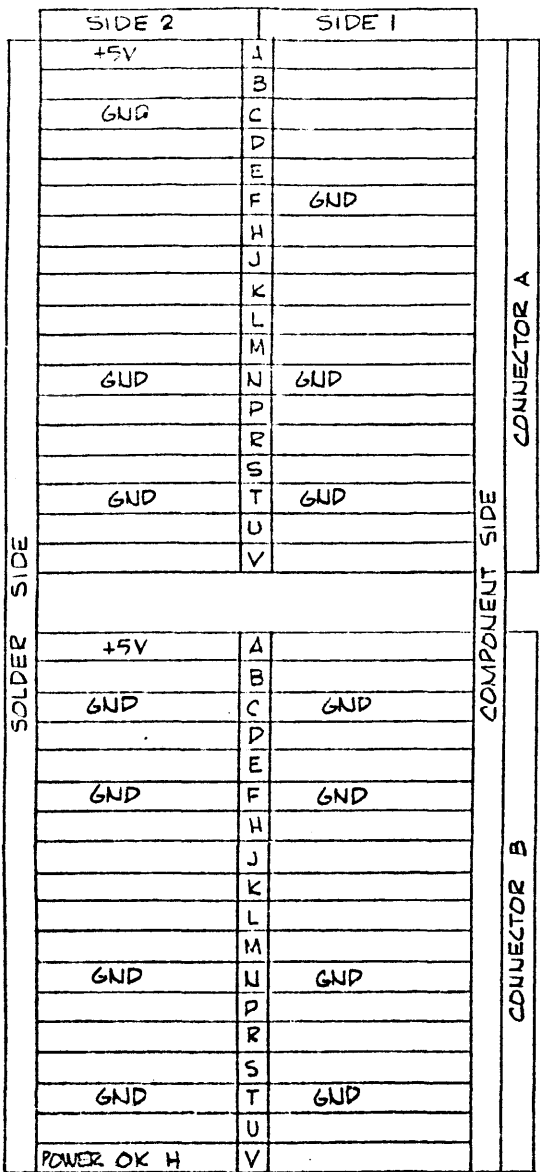 SIDE 2 SIDE 1
+5V A
B
GND C
D
E
F GND
H
J
K
L
M
GND N GND
P
R
S
GND T GND
U
V
+5V A
B
GND C GND
D
E
GND F GND
H
J
K
L
M
GND N GND
P
R
S
GND T GND
U
POWER OK H V
SOLDER SIDE
COMPONENT SIDE
CONNECTOR A
CONNECTOR B